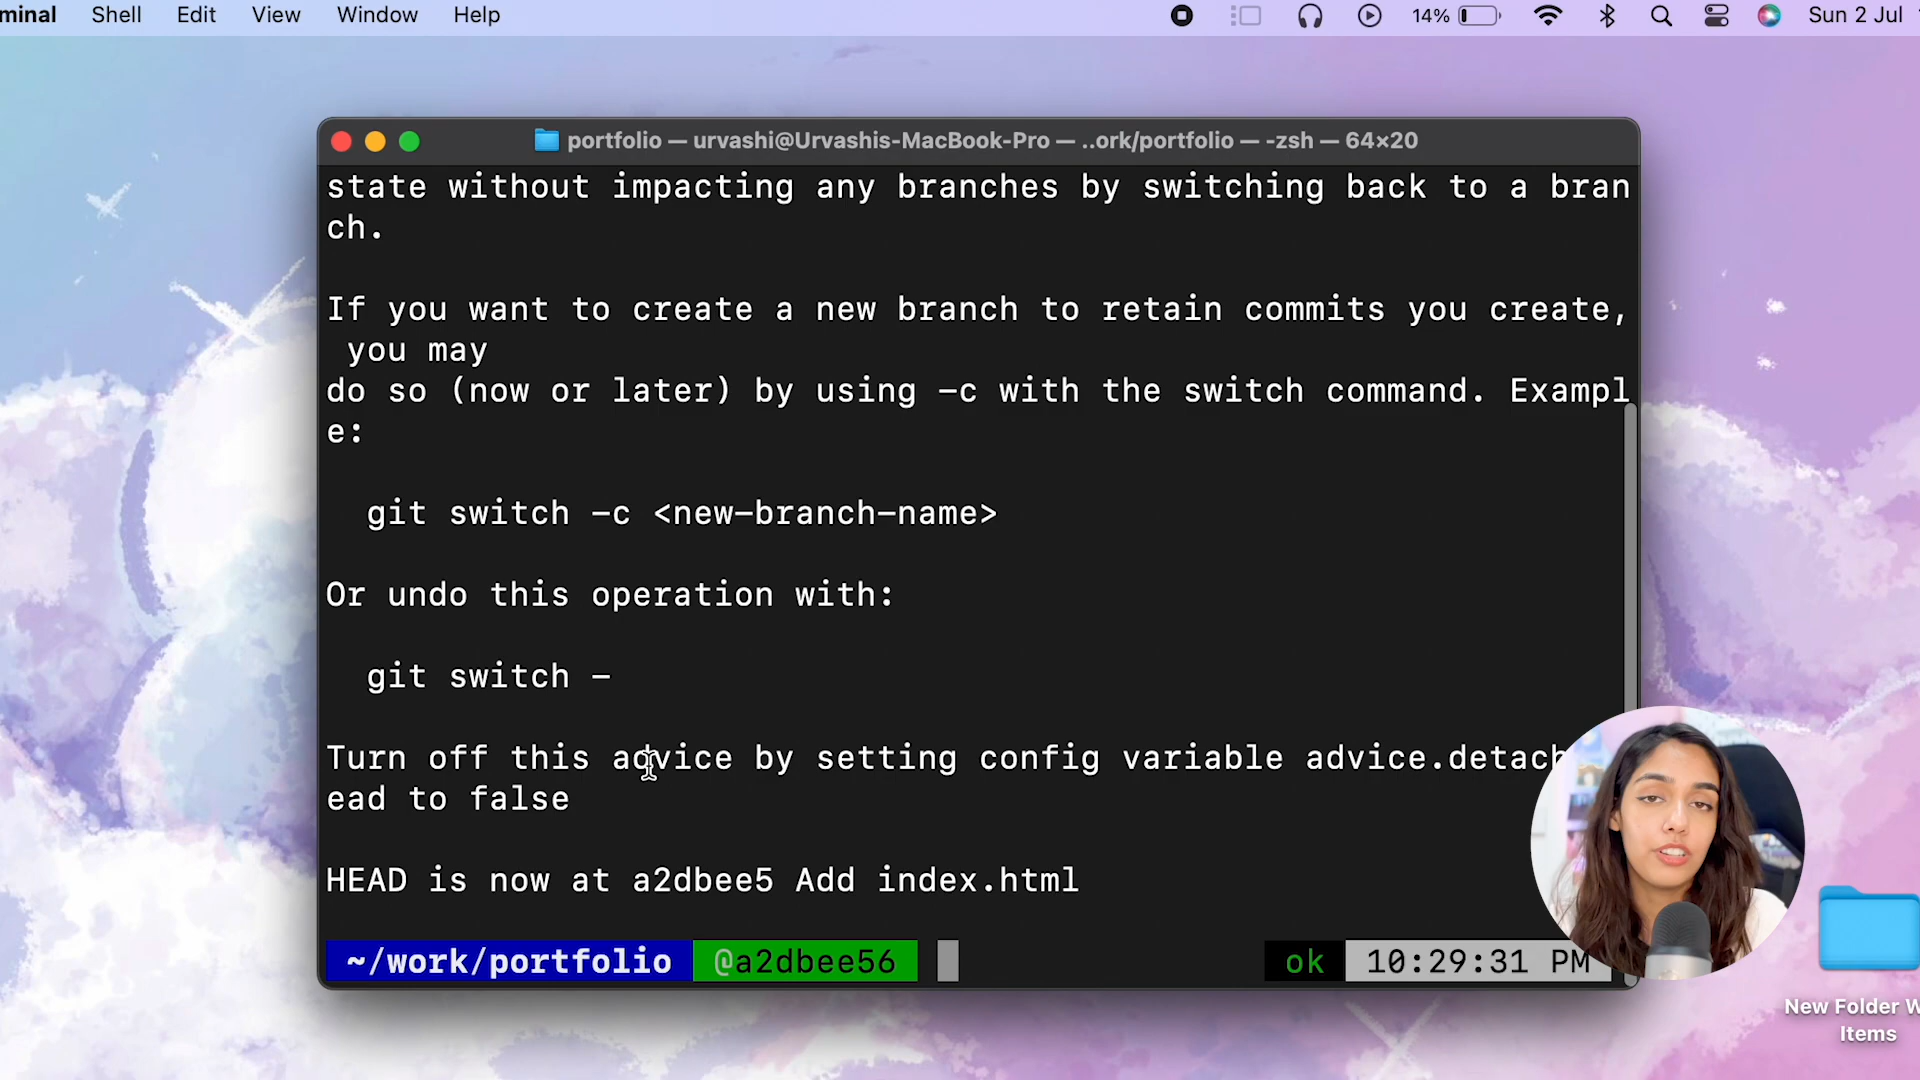 minal Shell Edit View Window Help 14% Sun 2 Jul
portfolio — urvashi@Urvashis-MacBook-Pro — ..ork/portfolio — -zsh — 64×20
state without impacting any branches by switching back to a bran
ch.
If you want to create a new branch to retain commits you create,
you may
do so (now or later) by using -c with the switch command. Exampl
e:
git switch -c <new-branch-name>
Or undo this operation with:
git switch -
Turn off this advice by setting config variable advice.detach
ead to false
HEAD is now at a2dbee5 Add index.html
~/work/portfolio @a2dbee56 ok 10:29:31 PM
New Folder W
Items